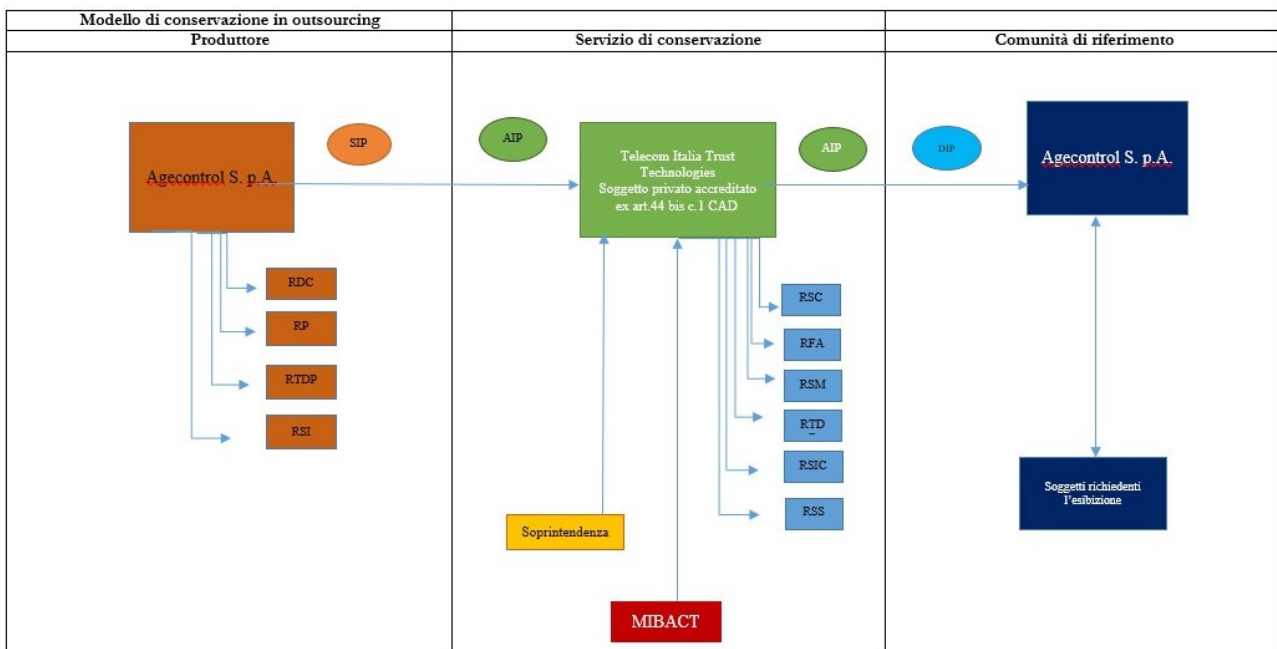 Modello di conservazione in outsourcing
Produttore
Servizio di conservazione
Comunità di riferimento
Agecontrol S. p.A.
SIP
AIP
Telecom Italia Trust
Technologies
Soggetto privato accreditato
ex art.44 bis c.1 CAD
AIP
DIP
Agecontrol S. p.A.
RDC
RP
RTDP
RSI
RSC
RFA
RSM
RTD
RSIC
RSS
Soprintendenza
MIBACT
Soggetti richiedenti
l’esibizione